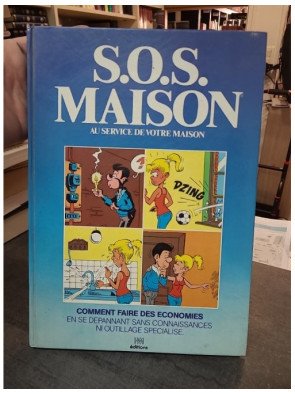 S.O.S.
MAISON
AU SERVICE DE VOTRE MAISON
DZING
COMMENT FAIRE DES ECONOMIES
EN SE DEPANNANT SANS CONNAISSANCES
NI OUTILLAGE SPECIALISE
éditions